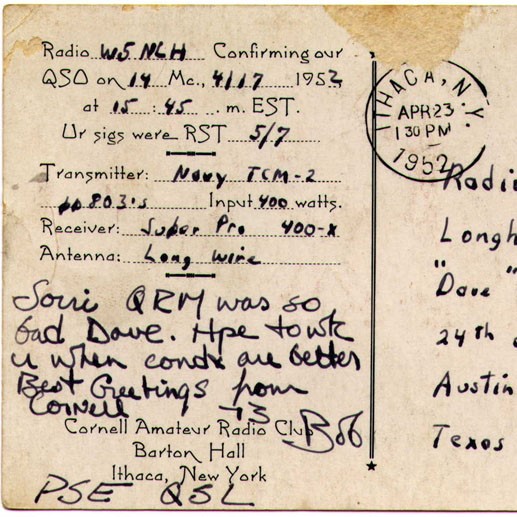 Radio W5NLH Confirming our
QSO on 14 Mc., 4/17 1952
at 15 : 45 . m. EST.
Ur sigs were RST 5/7
Transmitter: Navy TCM-2
pp 803's Input 400 watts.
Receiver: Super Pro 400-X
Antenna: Long Wire
Sorri QRM was so
bad Dave. Hpe to wk
u when condx are better
Best Greetings from
Cornell 73
Bob
Cornell Amateur Radio Club
Barton Hall
Ithaca, New York
PSE QSL
ITHACA, N.Y.
APR 23
1 30 PM
1952
Radi
Longh
"Dave"
24th
Austin
Texas